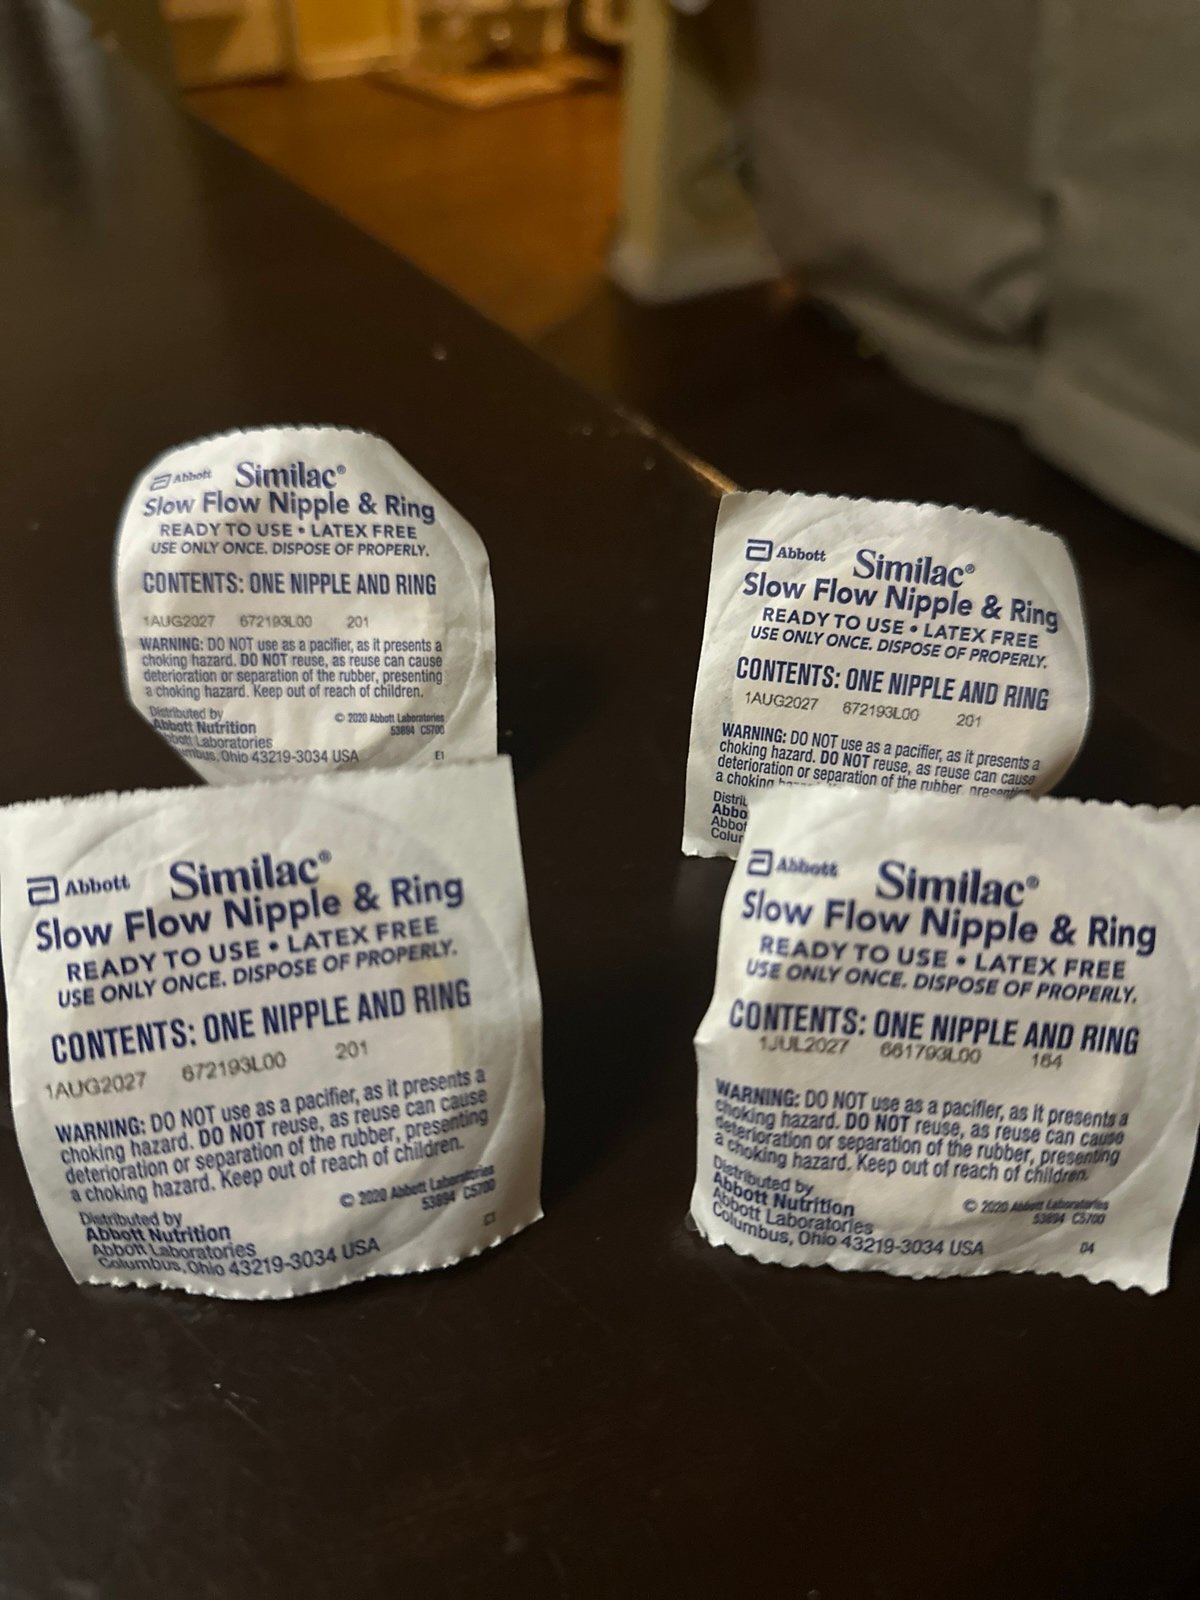 Abbott Similac®
Slow Flow Nipple & Ring
READY TO USE • LATEX FREE
USE ONLY ONCE. DISPOSE OF PROPERLY.
CONTENTS: ONE NIPPLE AND RING
1AUG2027 672193L00 201
WARNING: DO NOT use as a pacifier, as it presents a
choking hazard. DO NOT reuse, as reuse can cause
deterioration or separation of the rubber, presenting
a choking hazard. Keep out of reach of children.
Distributed by
Abbott Nutrition
Abbott Laboratories
Columbus, Ohio 43219-3034 USA
© 2020 Abbott Laboratories
53894 C5700
E1
Abbott Similac®
Slow Flow Nipple & Ring
READY TO USE • LATEX FREE
USE ONLY ONCE. DISPOSE OF PROPERLY.
CONTENTS: ONE NIPPLE AND RING
1AUG2027 672193L00 201
WARNING: DO NOT use as a pacifier, as it presents a
choking hazard. DO NOT reuse, as reuse can cause
deterioration or separation of the rubber, presenting
a choking
Distrib
Abbo
Abbot
Colum
Abbott Similac®
Slow Flow Nipple & Ring
READY TO USE • LATEX FREE
USE ONLY ONCE. DISPOSE OF PROPERLY.
CONTENTS: ONE NIPPLE AND RING
1AUG2027 672193L00 201
WARNING: DO NOT use as a pacifier, as it presents a
choking hazard. DO NOT reuse, as reuse can cause
deterioration or separation of the rubber, presenting
a choking hazard. Keep out of reach of children.
© 2020 Abbott Laboratories
53894 C5700
Distributed by
Abbott Nutrition
Abbott Laboratories
Columbus, Ohio 43219-3034 USA
C1
Abbott Similac®
Slow Flow Nipple & Ring
READY TO USE • LATEX FREE
USE ONLY ONCE. DISPOSE OF PROPERLY.
CONTENTS: ONE NIPPLE AND RING
1JUL2027 661793L00 164
WARNING: DO NOT use as a pacifier, as it presents a
choking hazard. DO NOT reuse, as reuse can cause
deterioration or separation of the rubber, presenting
a choking hazard. Keep out of reach of children.
Distributed by
Abbott Nutrition
Abbott Laboratories
Columbus, Ohio 43219-3034 USA
© 2020 Abbott Laboratories
53894 C5700
D4